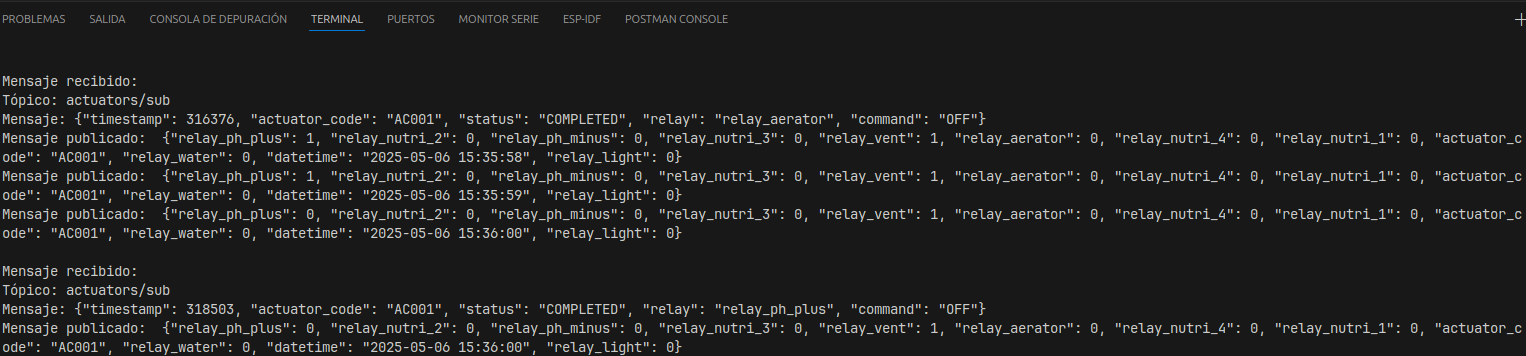 PROBLEMAS SALIDA CONSOLA DE DEPURACIÓN TERMINAL PUERTOS MONITOR SERIE ESP-IDF POSTMAN CONSOLE
Mensaje recibido:
Tópico: actuators/sub
Mensaje: {"timestamp": 316376, "actuator_code": "AC001", "status": "COMPLETED", "relay": "relay_aerator", "command": "OFF"}
Mensaje publicado:  {"relay_ph_plus": 1, "relay_nutri_2": 0, "relay_ph_minus": 0, "relay_nutri_3": 0, "relay_vent": 1, "relay_aerator": 0, "relay_nutri_4": 0, "relay_nutri_1": 0, "actuator_c
ode": "AC001", "relay_water": 0, "datetime": "2025-05-06 15:35:58", "relay_light": 0}
Mensaje publicado:  {"relay_ph_plus": 1, "relay_nutri_2": 0, "relay_ph_minus": 0, "relay_nutri_3": 0, "relay_vent": 1, "relay_aerator": 0, "relay_nutri_4": 0, "relay_nutri_1": 0, "actuator_c
ode": "AC001", "relay_water": 0, "datetime": "2025-05-06 15:35:59", "relay_light": 0}
Mensaje publicado:  {"relay_ph_plus": 0, "relay_nutri_2": 0, "relay_ph_minus": 0, "relay_nutri_3": 0, "relay_vent": 1, "relay_aerator": 0, "relay_nutri_4": 0, "relay_nutri_1": 0, "actuator_c
ode": "AC001", "relay_water": 0, "datetime": "2025-05-06 15:36:00", "relay_light": 0}
Mensaje recibido:
Tópico: actuators/sub
Mensaje: {"timestamp": 318503, "actuator_code": "AC001", "status": "COMPLETED", "relay": "relay_ph_plus", "command": "OFF"}
Mensaje publicado:  {"relay_ph_plus": 0, "relay_nutri_2": 0, "relay_ph_minus": 0, "relay_nutri_3": 0, "relay_vent": 1, "relay_aerator": 0, "relay_nutri_4": 0, "relay_nutri_1": 0, "actuator_c
ode": "AC001", "relay_water": 0, "datetime": "2025-05-06 15:36:00", "relay_light": 0}